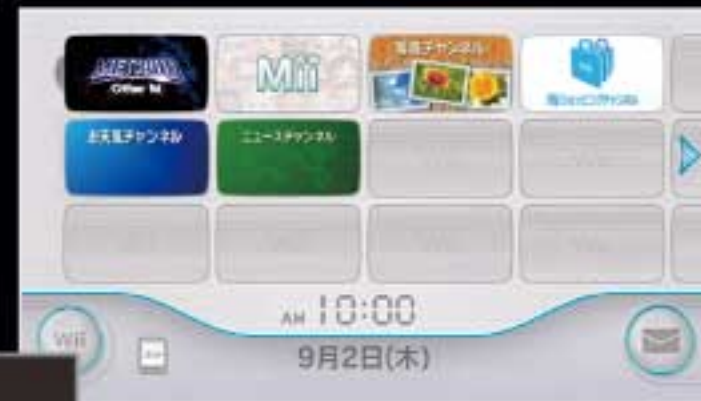 METROID
Other M
Mii
写真チャンネル
Wiiショッピングチャンネル
お天気チャンネル
ニュースチャンネル
AM 10:00
Wii
9月2日(木)